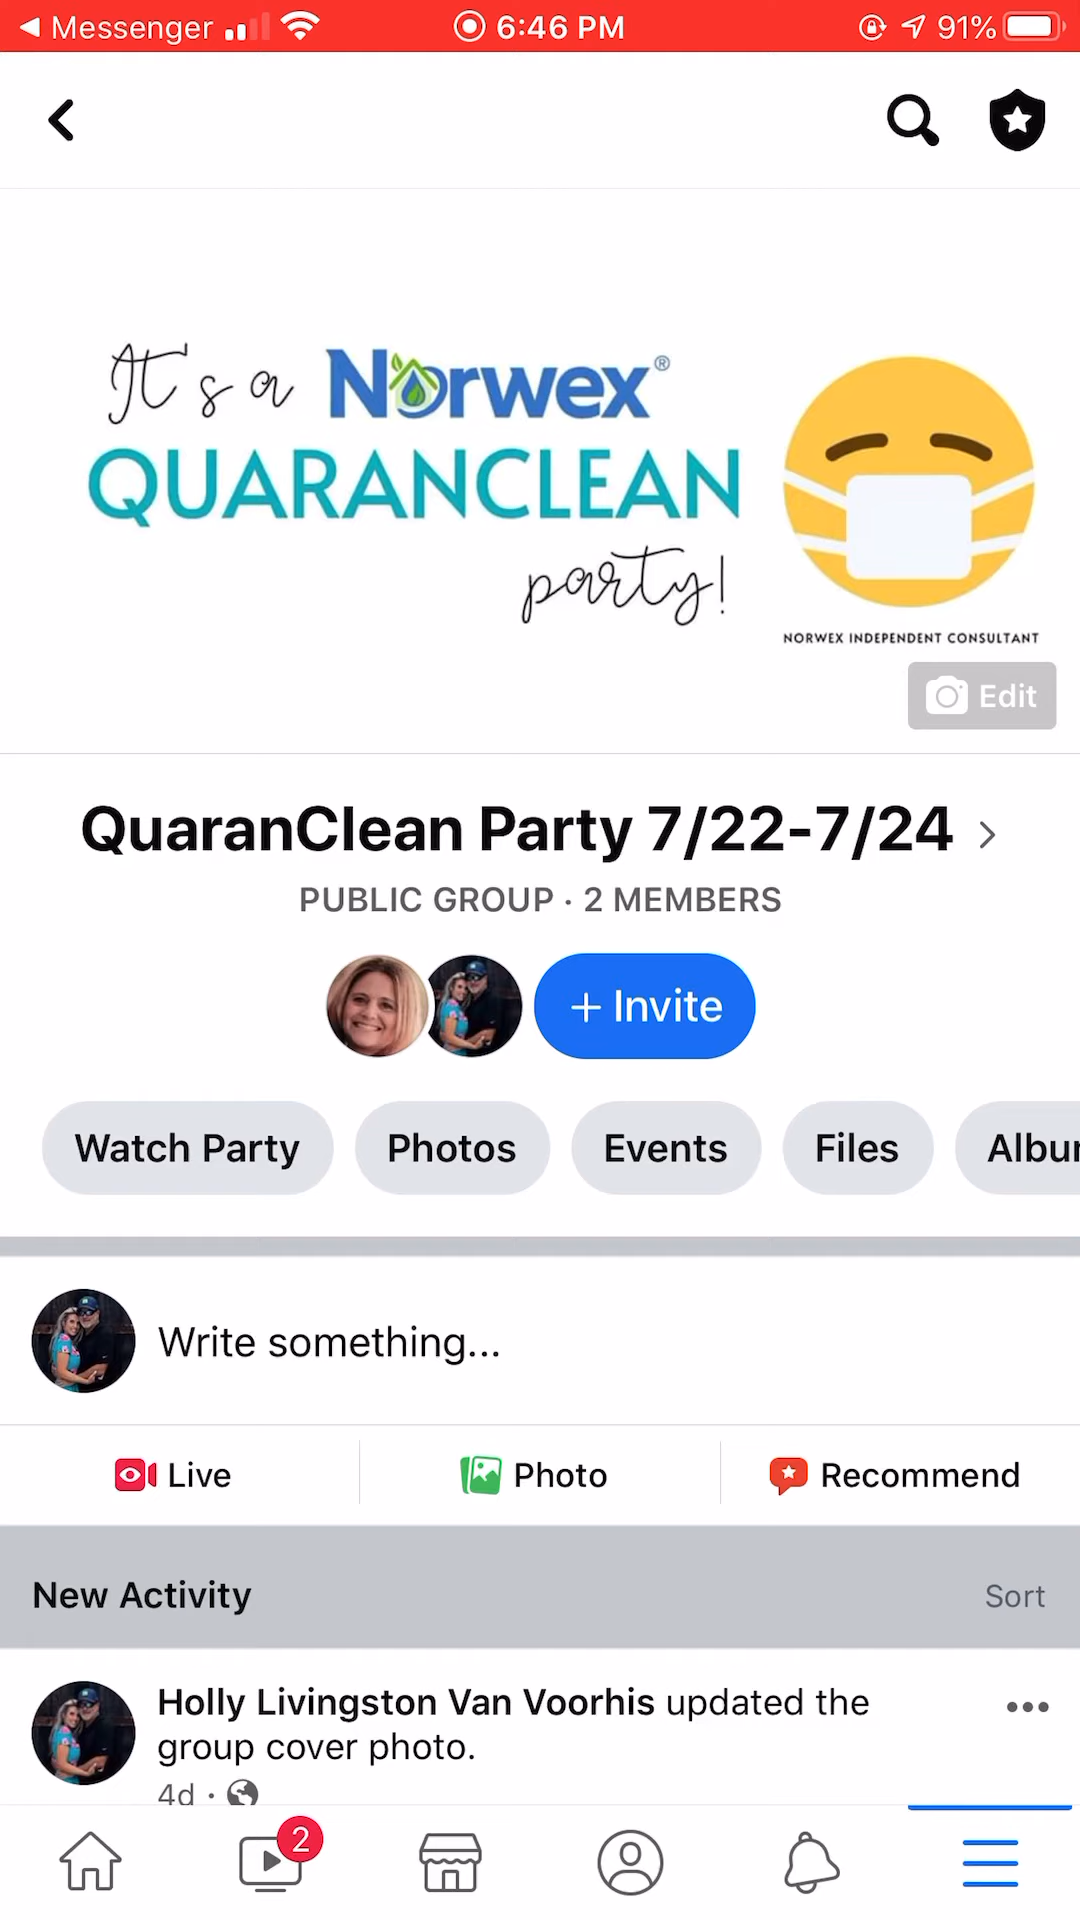 Messenger 6:46 PM 91%
It's a Norwex®
QUARANCLEAN
party!
NORWEX INDEPENDENT CONSULTANT
Edit
QuaranClean Party 7/22-7/24
PUBLIC GROUP · 2 MEMBERS
+ Invite
Watch Party Photos Events Files Albu
Write something...
Live Photo Recommend
New Activity Sort
Holly Livingston Van Voorhis updated the
group cover photo.
4d ·
2